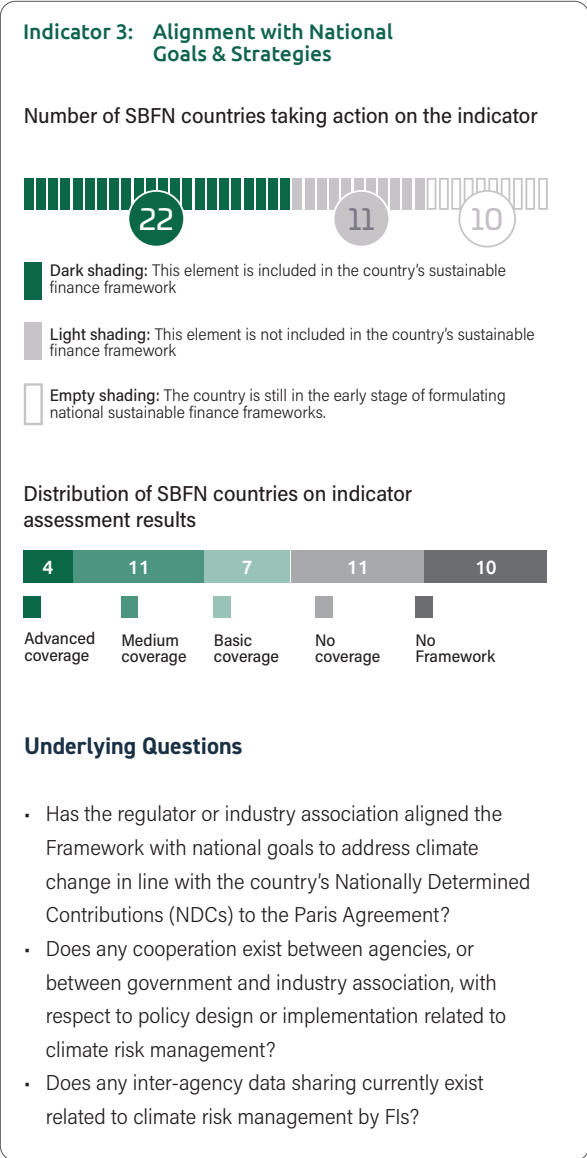 Indicator 3: Alignment with National
Goals & Strategies
Number of SBFN countries taking action on the indicator
22 11 10
Dark shading: This element is included in the country's sustainable
finance framework
Light shading: This element is not included in the country's sustainable
finance framework
Empty shading: The country is still in the early stage of formulating
national sustainable finance frameworks.
Distribution of SBFN countries on indicator
assessment results
4 11 7 11 10
Advanced
coverage
Medium
coverage
Basic
coverage
No
coverage
No
Framework
Underlying Questions
• Has the regulator or industry association aligned the
Framework with national goals to address climate
change in line with the country's Nationally Determined
Contributions (NDCs) to the Paris Agreement?
• Does any cooperation exist between agencies, or
between government and industry association, with
respect to policy design or implementation related to
climate risk management?
• Does any inter-agency data sharing currently exist
related to climate risk management by FIs?